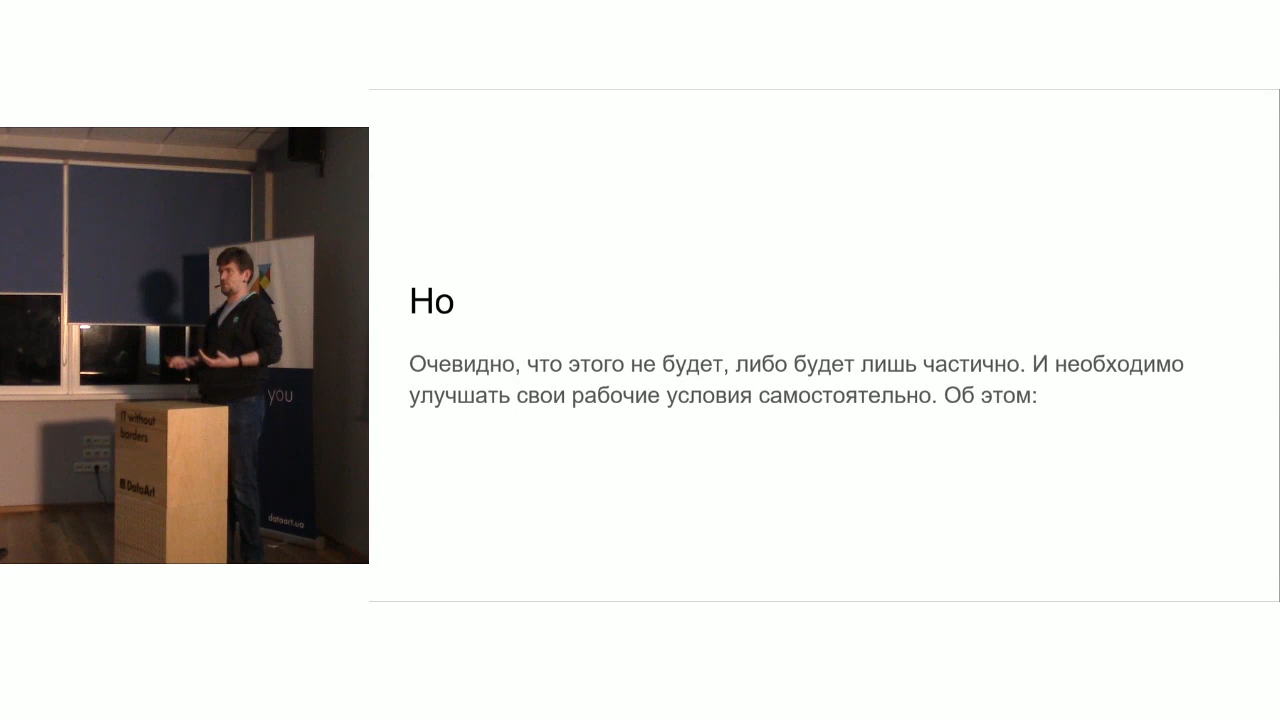 Но
Очевидно, что этого не будет, либо будет лишь частично. И необходимо
улучшать свои рабочие условия самостоятельно. Об этом:
you
IT without
borders
DataArt
dataart.ua